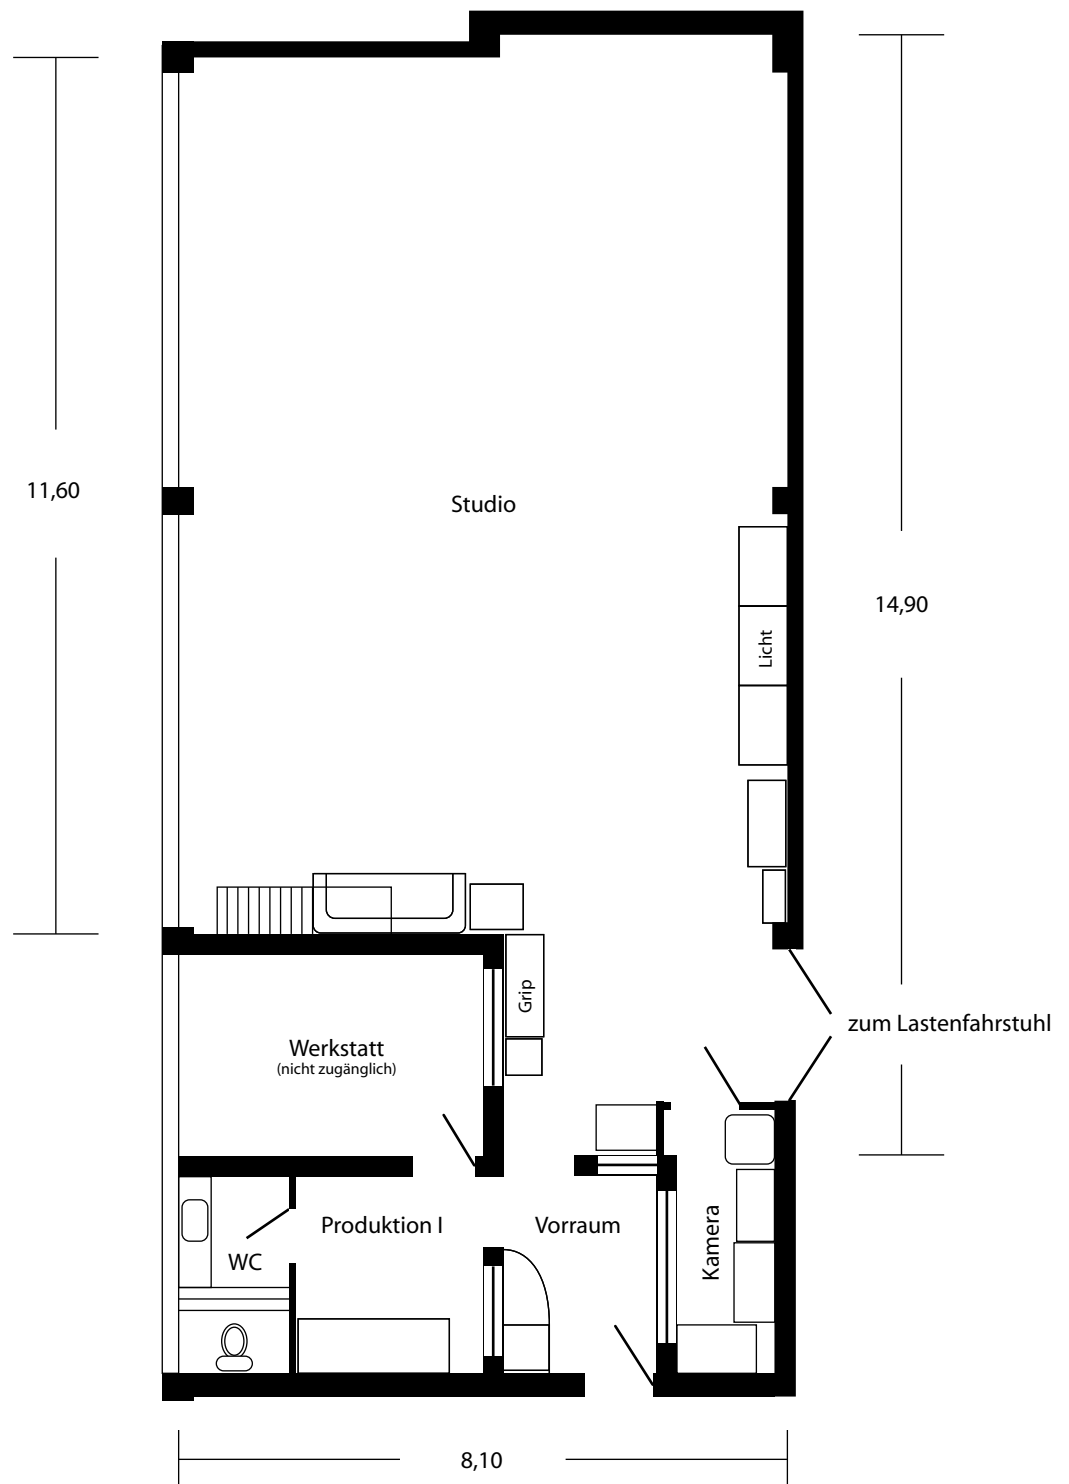 11,60
Studio
14,90
Licht
Grip
zum Lastenfahrstuhl
Werkstatt
(nicht zugänglich)
Produktion I
Vorraum
Kamera
WC
8,10